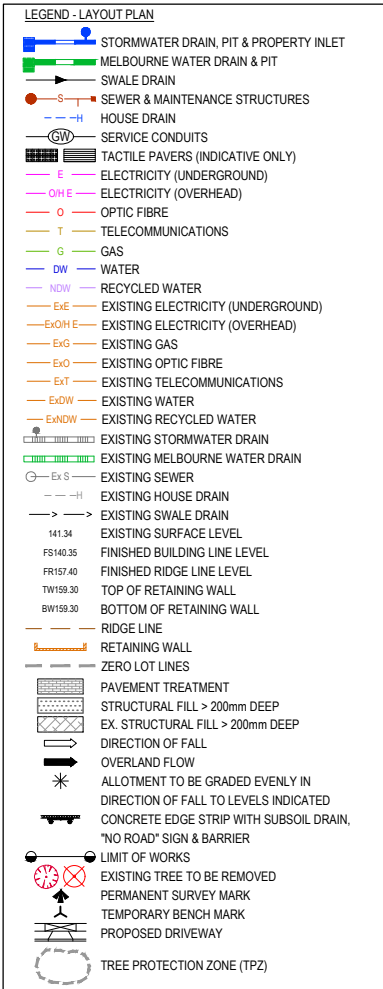 LEGEND - LAYOUT PLAN
STORMWATER DRAIN, PIT & PROPERTY INLET
MELBOURNE WATER DRAIN & PIT
SWALE DRAIN
S SEWER & MAINTENANCE STRUCTURES
H HOUSE DRAIN
GW SERVICE CONDUITS
TACTILE PAVERS (INDICATIVE ONLY)
E ELECTRICITY (UNDERGROUND)
O/H E ELECTRICITY (OVERHEAD)
O OPTIC FIBRE
T TELECOMMUNICATIONS
G GAS
DW WATER
NDW RECYCLED WATER
ExE EXISTING ELECTRICITY (UNDERGROUND)
ExO/H E EXISTING ELECTRICITY (OVERHEAD)
ExG EXISTING GAS
ExO EXISTING OPTIC FIBRE
ExT EXISTING TELECOMMUNICATIONS
ExDW EXISTING WATER
ExNDW EXISTING RECYCLED WATER
EXISTING STORMWATER DRAIN
EXISTING MELBOURNE WATER DRAIN
Ex S EXISTING SEWER
H EXISTING HOUSE DRAIN
EXISTING SWALE DRAIN
141.34 EXISTING SURFACE LEVEL
FS140.35 FINISHED BUILDING LINE LEVEL
FR157.40 FINISHED RIDGE LINE LEVEL
TW159.30 TOP OF RETAINING WALL
BW159.30 BOTTOM OF RETAINING WALL
RIDGE LINE
RETAINING WALL
ZERO LOT LINES
PAVEMENT TREATMENT
STRUCTURAL FILL > 200mm DEEP
EX. STRUCTURAL FILL > 200mm DEEP
DIRECTION OF FALL
OVERLAND FLOW
ALLOTMENT TO BE GRADED EVENLY IN
DIRECTION OF FALL TO LEVELS INDICATED
CONCRETE EDGE STRIP WITH SUBSOIL DRAIN,
"NO ROAD" SIGN & BARRIER
LIMIT OF WORKS
EXISTING TREE TO BE REMOVED
PERMANENT SURVEY MARK
TEMPORARY BENCH MARK
PROPOSED DRIVEWAY
TREE PROTECTION ZONE (TPZ)